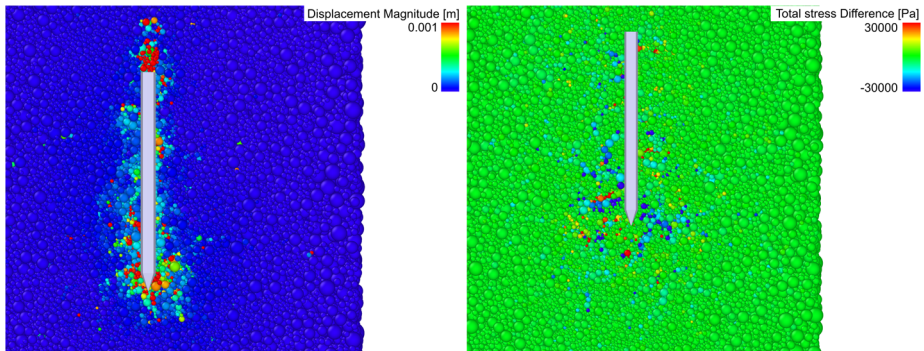 Displacement Magnitude [m]
0.001
0
Total stress Difference [Pa]
30000
-30000